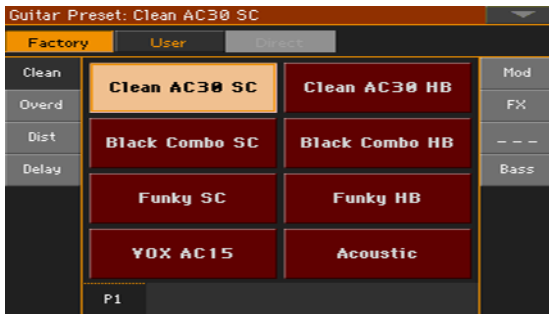 Guitar Preset: Clean AC30 SC
Factory User Direct
Clean
Overd
Dist
Delay
Clean AC30 SC Clean AC30 HB
Black Combo SC Black Combo HB
Funky SC Funky HB
VOX AC15 Acoustic
Mod
FX
---
Bass
P1